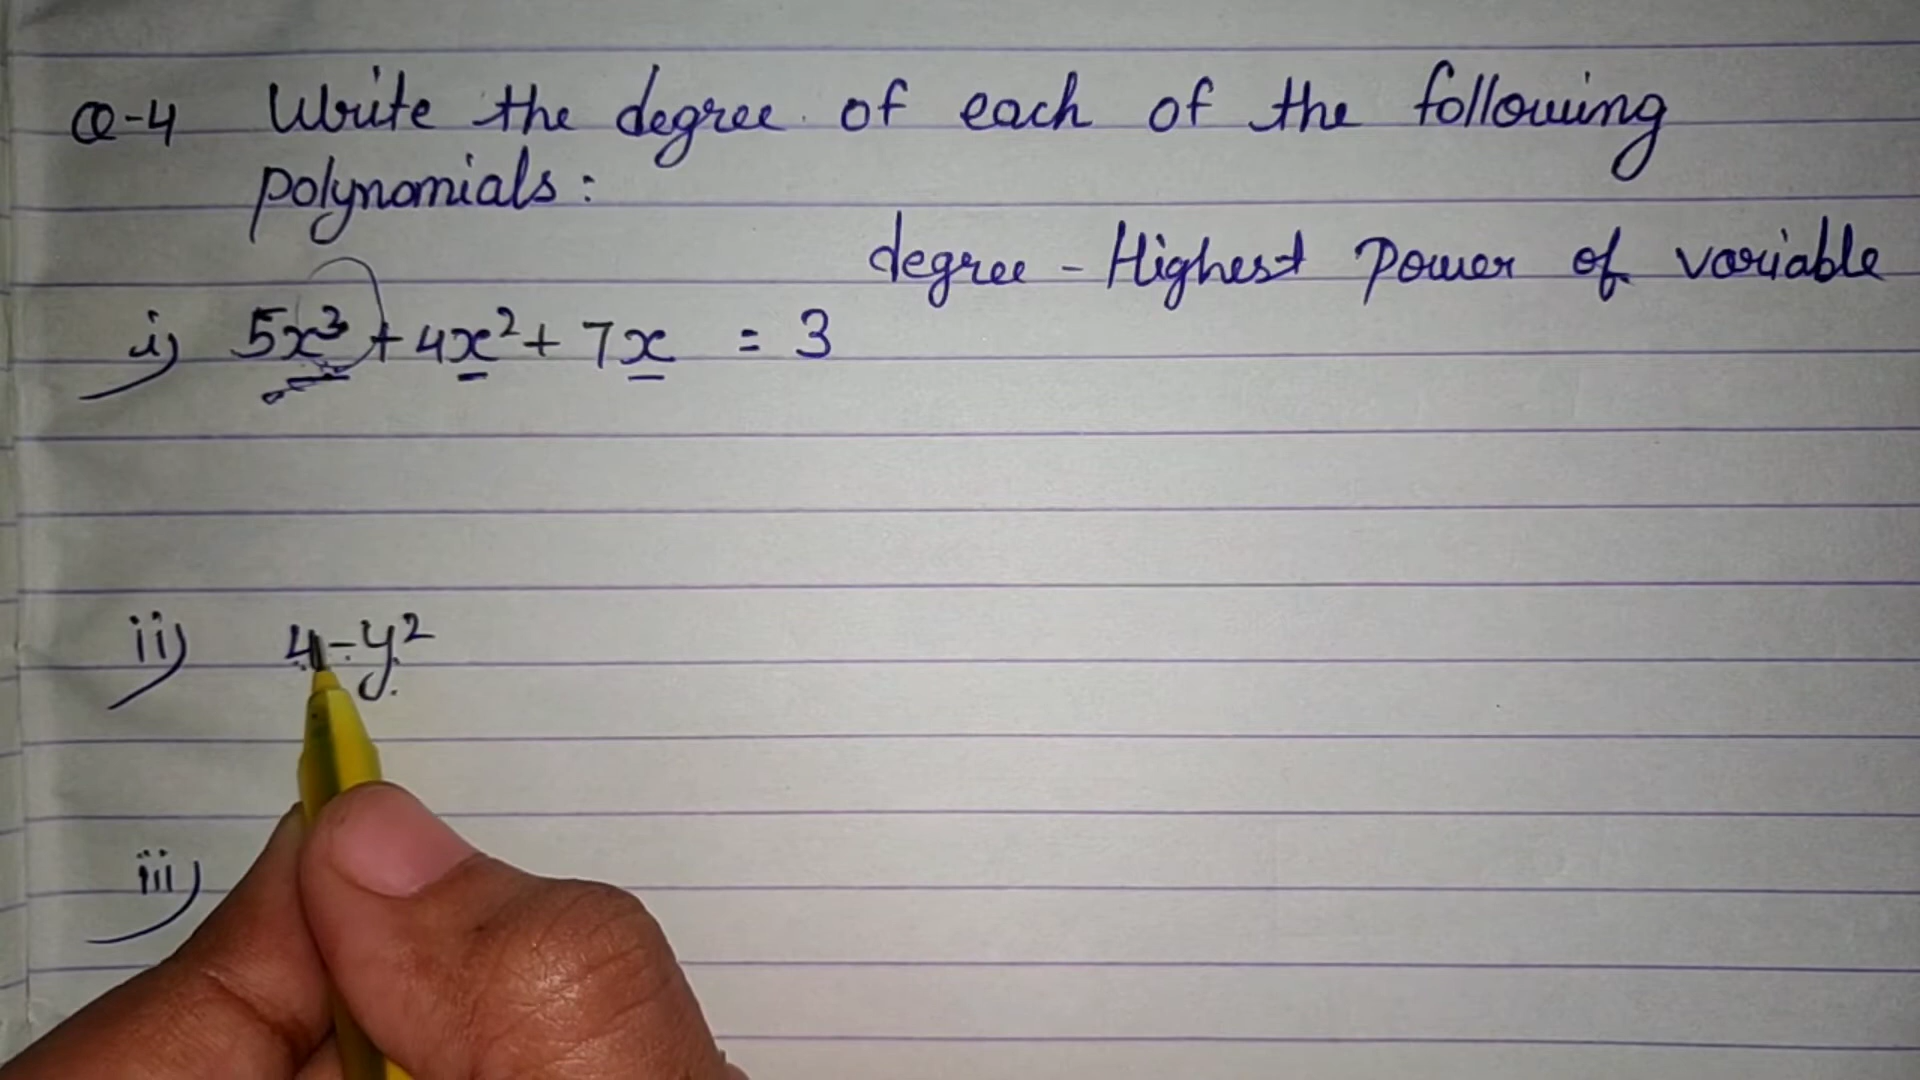 Q-4 Write the degree of each of the following
polynomials:
degree - Highest Power of variable
i) 5x³ + 4x² + 7x = 3
ii) 4-y²
iii)